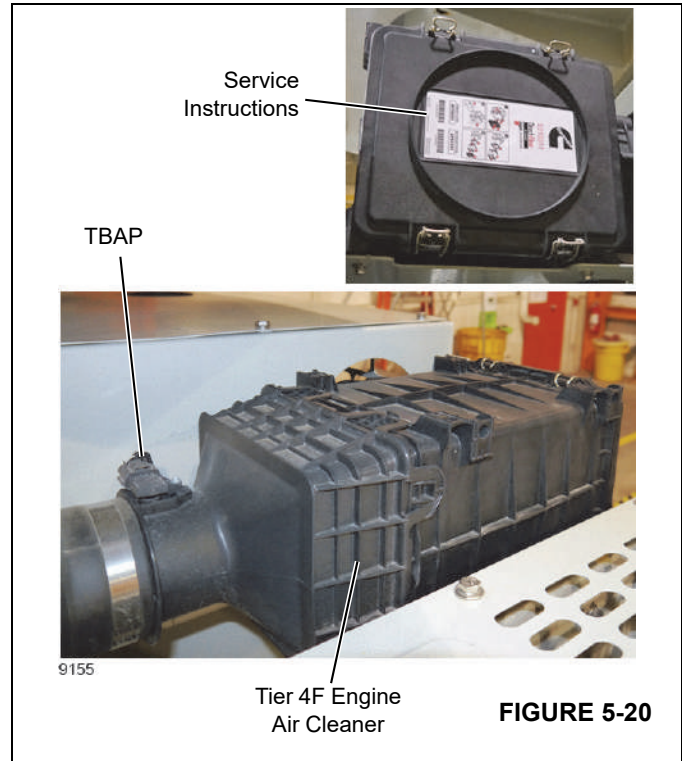 Service
Instructions
TBAP
9155
Tier 4F Engine
Air Cleaner
FIGURE 5-20